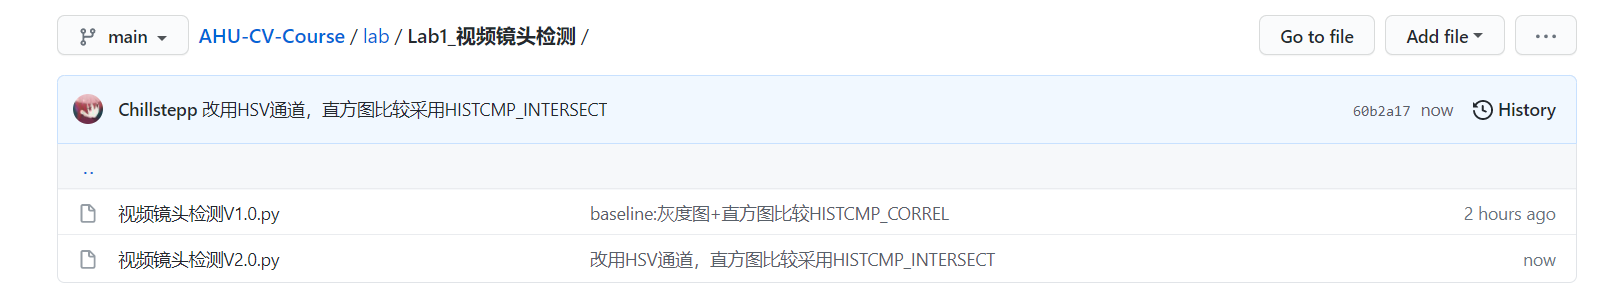 main AHU-CV-Course / lab / Lab1_视频镜头检测 / Go to file Add file ...
Chillstepp 改用HSV通道，直方图比较采用HISTCMP_INTERSECT 60b2a17 now History
..
视频镜头检测V1.0.py baseline:灰度图+直方图比较HISTCMP_CORREL 2 hours ago
视频镜头检测V2.0.py 改用HSV通道，直方图比较采用HISTCMP_INTERSECT now